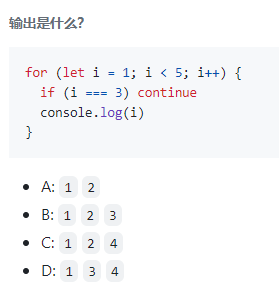 输出是什么?
for (let i = 1; i < 5; i++) {
  if (i === 3) continue
  console.log(i)
}
A: 1 2
B: 1 2 3
C: 1 2 4
D: 1 3 4